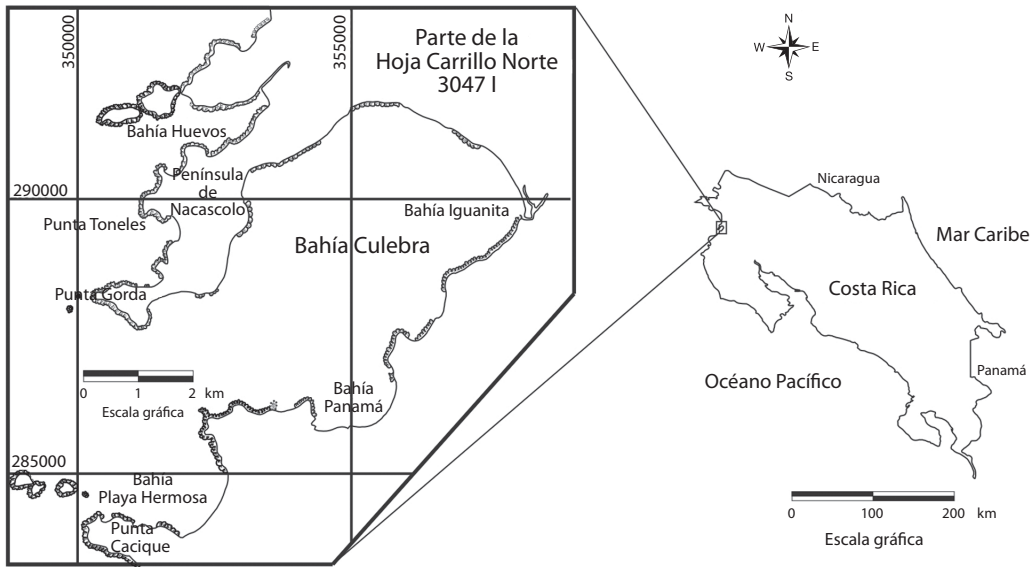 350000
355000
Parte de la
Hoja Carrillo Norte
3047 I
Bahía Huevos
Península
de
Nacascolo
290000
Punta Toneles
Bahía Iguanita
Bahía Culebra
Punta Gorda
0 1 2 km
Escala gráfica
Bahía
Panamá
285000
Bahía
Playa Hermosa
Punta
Cacique
N
W E
S
Nicaragua
Mar Caribe
Costa Rica
Panamá
Océano Pacífico
0 100 200 km
Escala gráfica